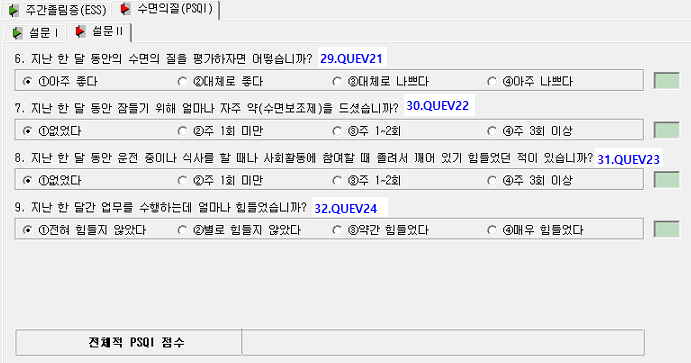 주간졸림증(ESS) 수면의질(PSQI)
설문 I 설문 II
6. 지난 한 달 동안의 수면의 질을 평가하자면 어떻습니까? 29.QUEV21
①아주 좋다 ②대체로 좋다 ③대체로 나쁘다 ④아주 나쁘다
7. 지난 한 달 동안 잠들기 위해 얼마나 자주 약(수면보조제)을 드셨습니까? 30.QUEV22
①없었다 ②주 1회 미만 ③주 1~2회 ④주 3회 이상
8. 지난 한 달 동안 운전 중이나 식사를 할 때나 사회활동에 참여할 때 졸려서 깨어 있기 힘들었던 적이 있습니까? 31.QUEV23
①없었다 ②주 1회 미만 ③주 1~2회 ④주 3회 이상
9. 지난 한 달간 업무를 수행하는데 얼마나 힘들었습니까? 32.QUEV24
①전혀 힘들지 않았다 ②별로 힘들지 않았다 ③약간 힘들었다 ④매우 힘들었다
전체적 PSQI 점수